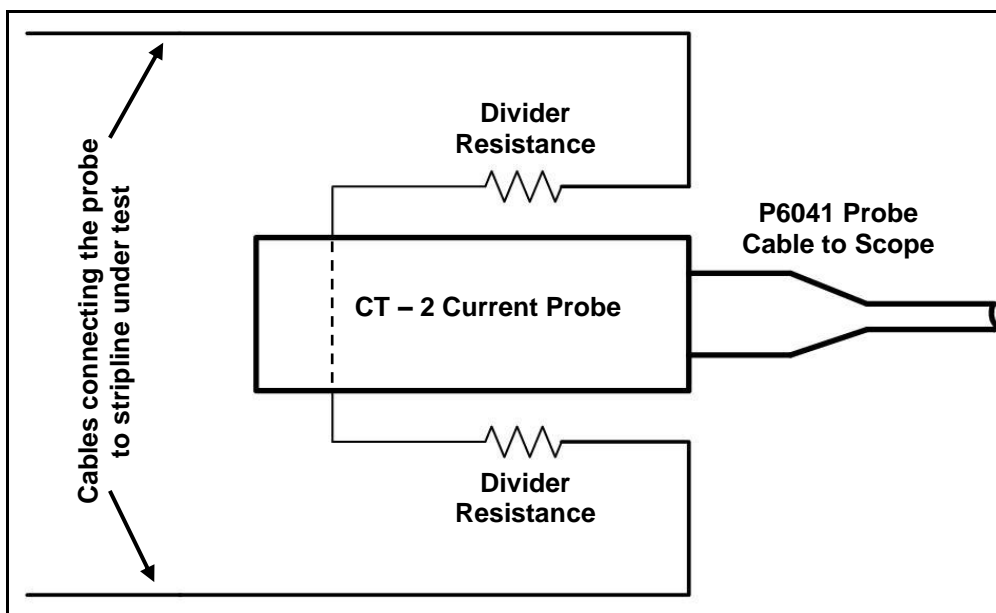 Cables connecting the probe
to stripline under test
Divider
Resistance
P6041 Probe
Cable to Scope
CT – 2 Current Probe
Divider
Resistance